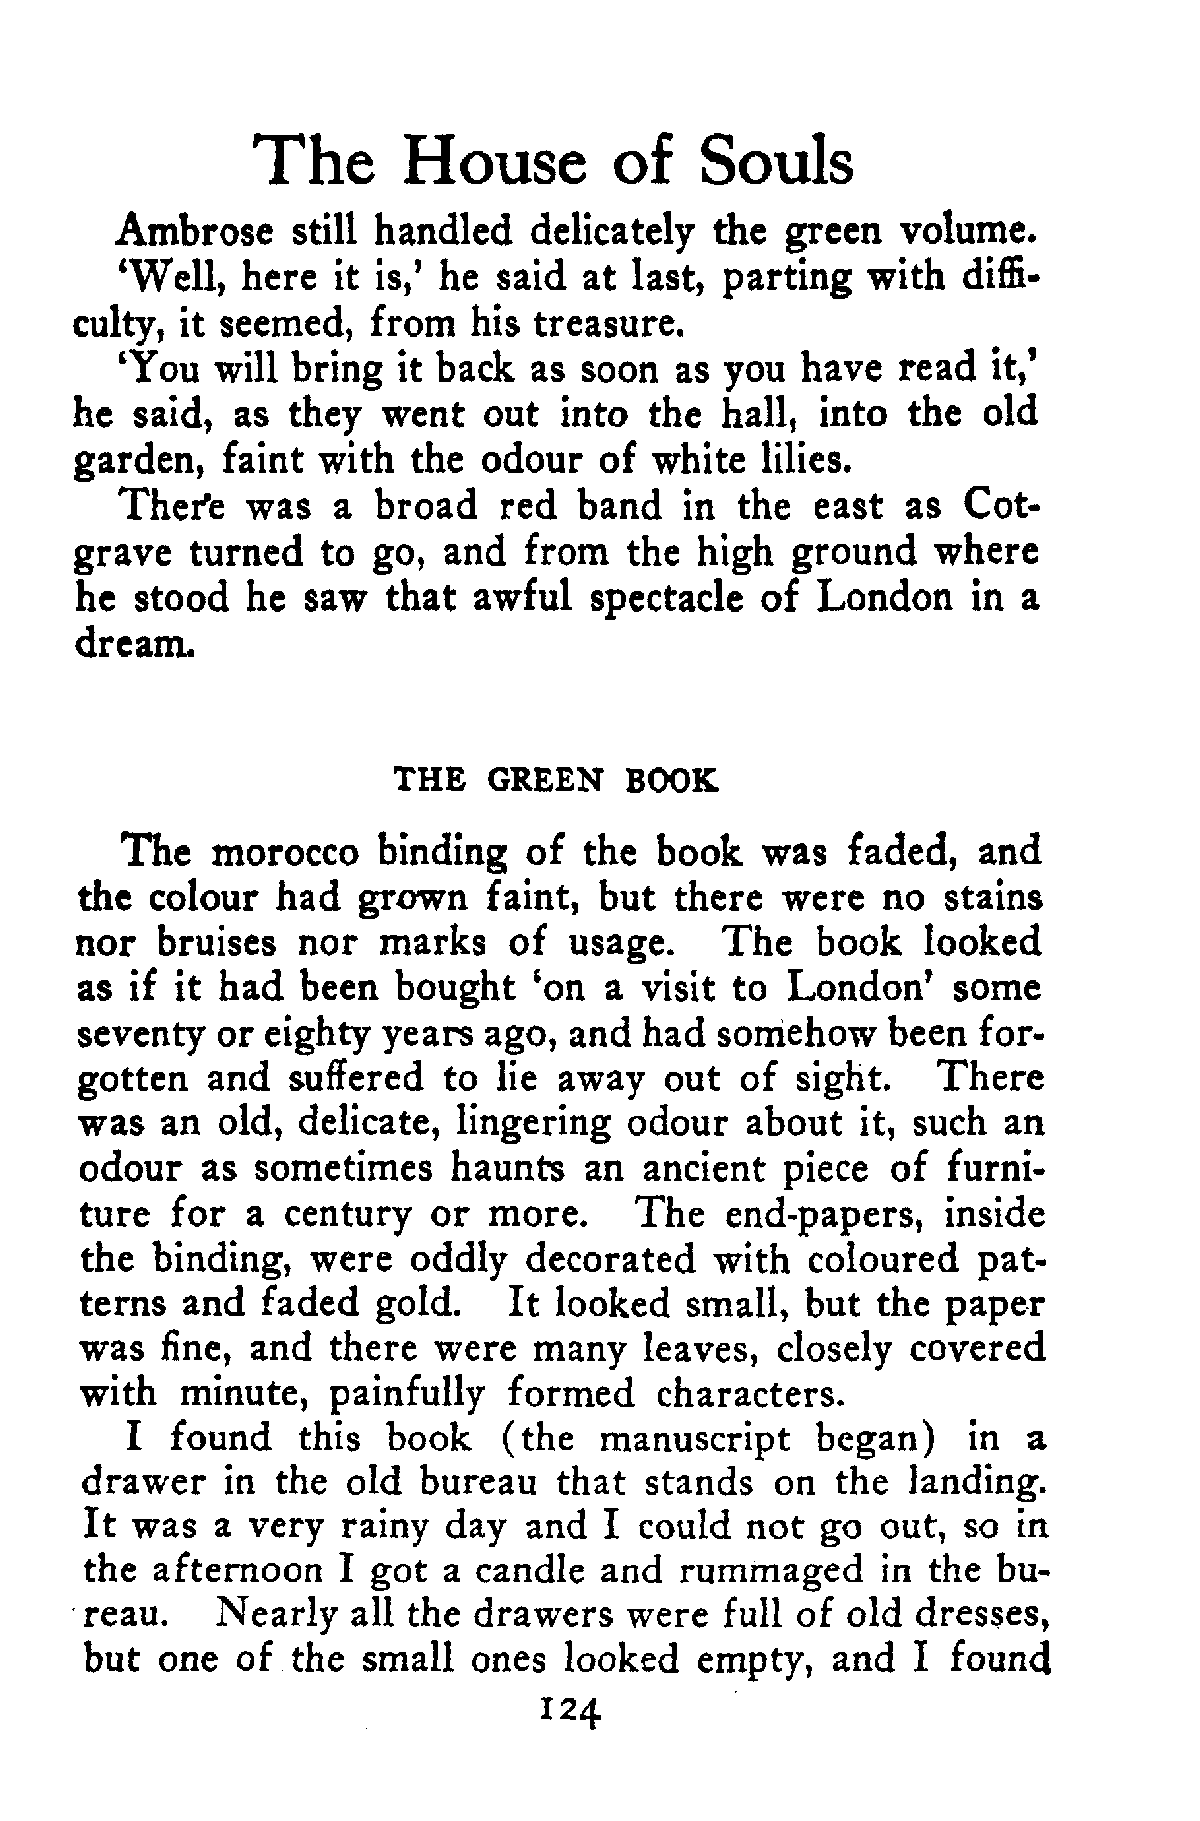 The House of Souls
Ambrose still handled delicately the green volume.
‘Well, here it is,’ he said at last, parting with diffi-
culty, it seemed, from his treasure.
‘You will bring it back as soon as you have read it,’
he said, as they went out into the hall, into the old
garden, faint with the odour of white lilies.
There was a broad red band in the east as Cot-
grave turned to go, and from the high ground where
he stood he saw that awful spectacle of London in a
dream.
THE GREEN BOOK
The morocco binding of the book was faded, and
the colour had grown faint, but there were no stains
nor bruises nor marks of usage. The book looked
as if it had been bought ‘on a visit to London’ some
seventy or eighty years ago, and had somehow been for-
gotten and suffered to lie away out of sight. There
was an old, delicate, lingering odour about it, such an
odour as sometimes haunts an ancient piece of furni-
ture for a century or more. The end-papers, inside
the binding, were oddly decorated with coloured pat-
terns and faded gold. It looked small, but the paper
was fine, and there were many leaves, closely covered
with minute, painfully formed characters.
I found this book (the manuscript began) in a
drawer in the old bureau that stands on the landing.
It was a very rainy day and I could not go out, so in
the afternoon I got a candle and rummaged in the bu-
reau. Nearly all the drawers were full of old dresses,
but one of the small ones looked empty, and I found
124